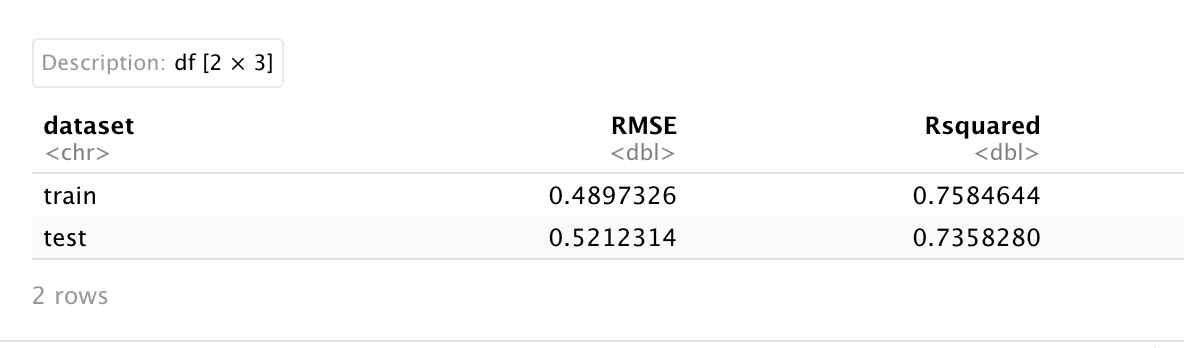 Description: df [2 × 3]
dataset RMSE Rsquared
<chr> <dbl> <dbl>
train 0.4897326 0.7584644
test 0.5212314 0.7358280
2 rows